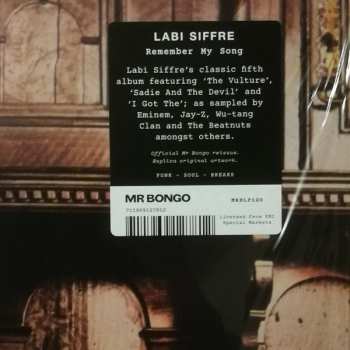 LABI SIFFRE
Remember My Song
Labi Siffre's classic fifth
album featuring 'The Vulture',
'Sadie And The Devil' and
'I Got The'; as sampled by
Eminem, Jay-Z, Wu-tang
Clan and The Beatnuts
amongst others.
Official Mr Bongo reissue.
Replica original artwork.
FUNK - SOUL - BREAKS
MR BONGO
MRBLP120
Licensed from EMI
Special Markets